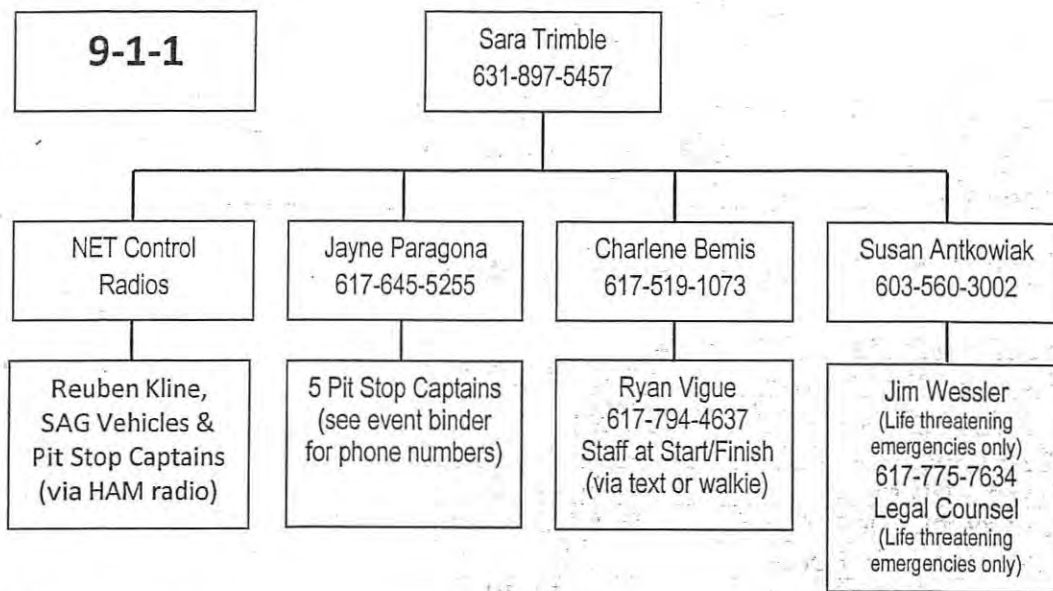 9-1-1
Sara Trimble
631-897-5457
NET Control
Radios
Jayne Paragona
617-645-5255
Charlene Bemis
617-519-1073
Susan Antkowiak
603-560-3002
Reuben Kline,
SAG Vehicles &
Pit Stop Captains
(via HAM radio)
5 Pit Stop Captains
(see event binder
for phone numbers)
Ryan Vigue
617-794-4637
Staff at Start/Finish
(via text or walkie)
Jim Wessler
(Life threatening
emergencies only)
617-775-7634
Legal Counsel
(Life threatening
emergencies only)